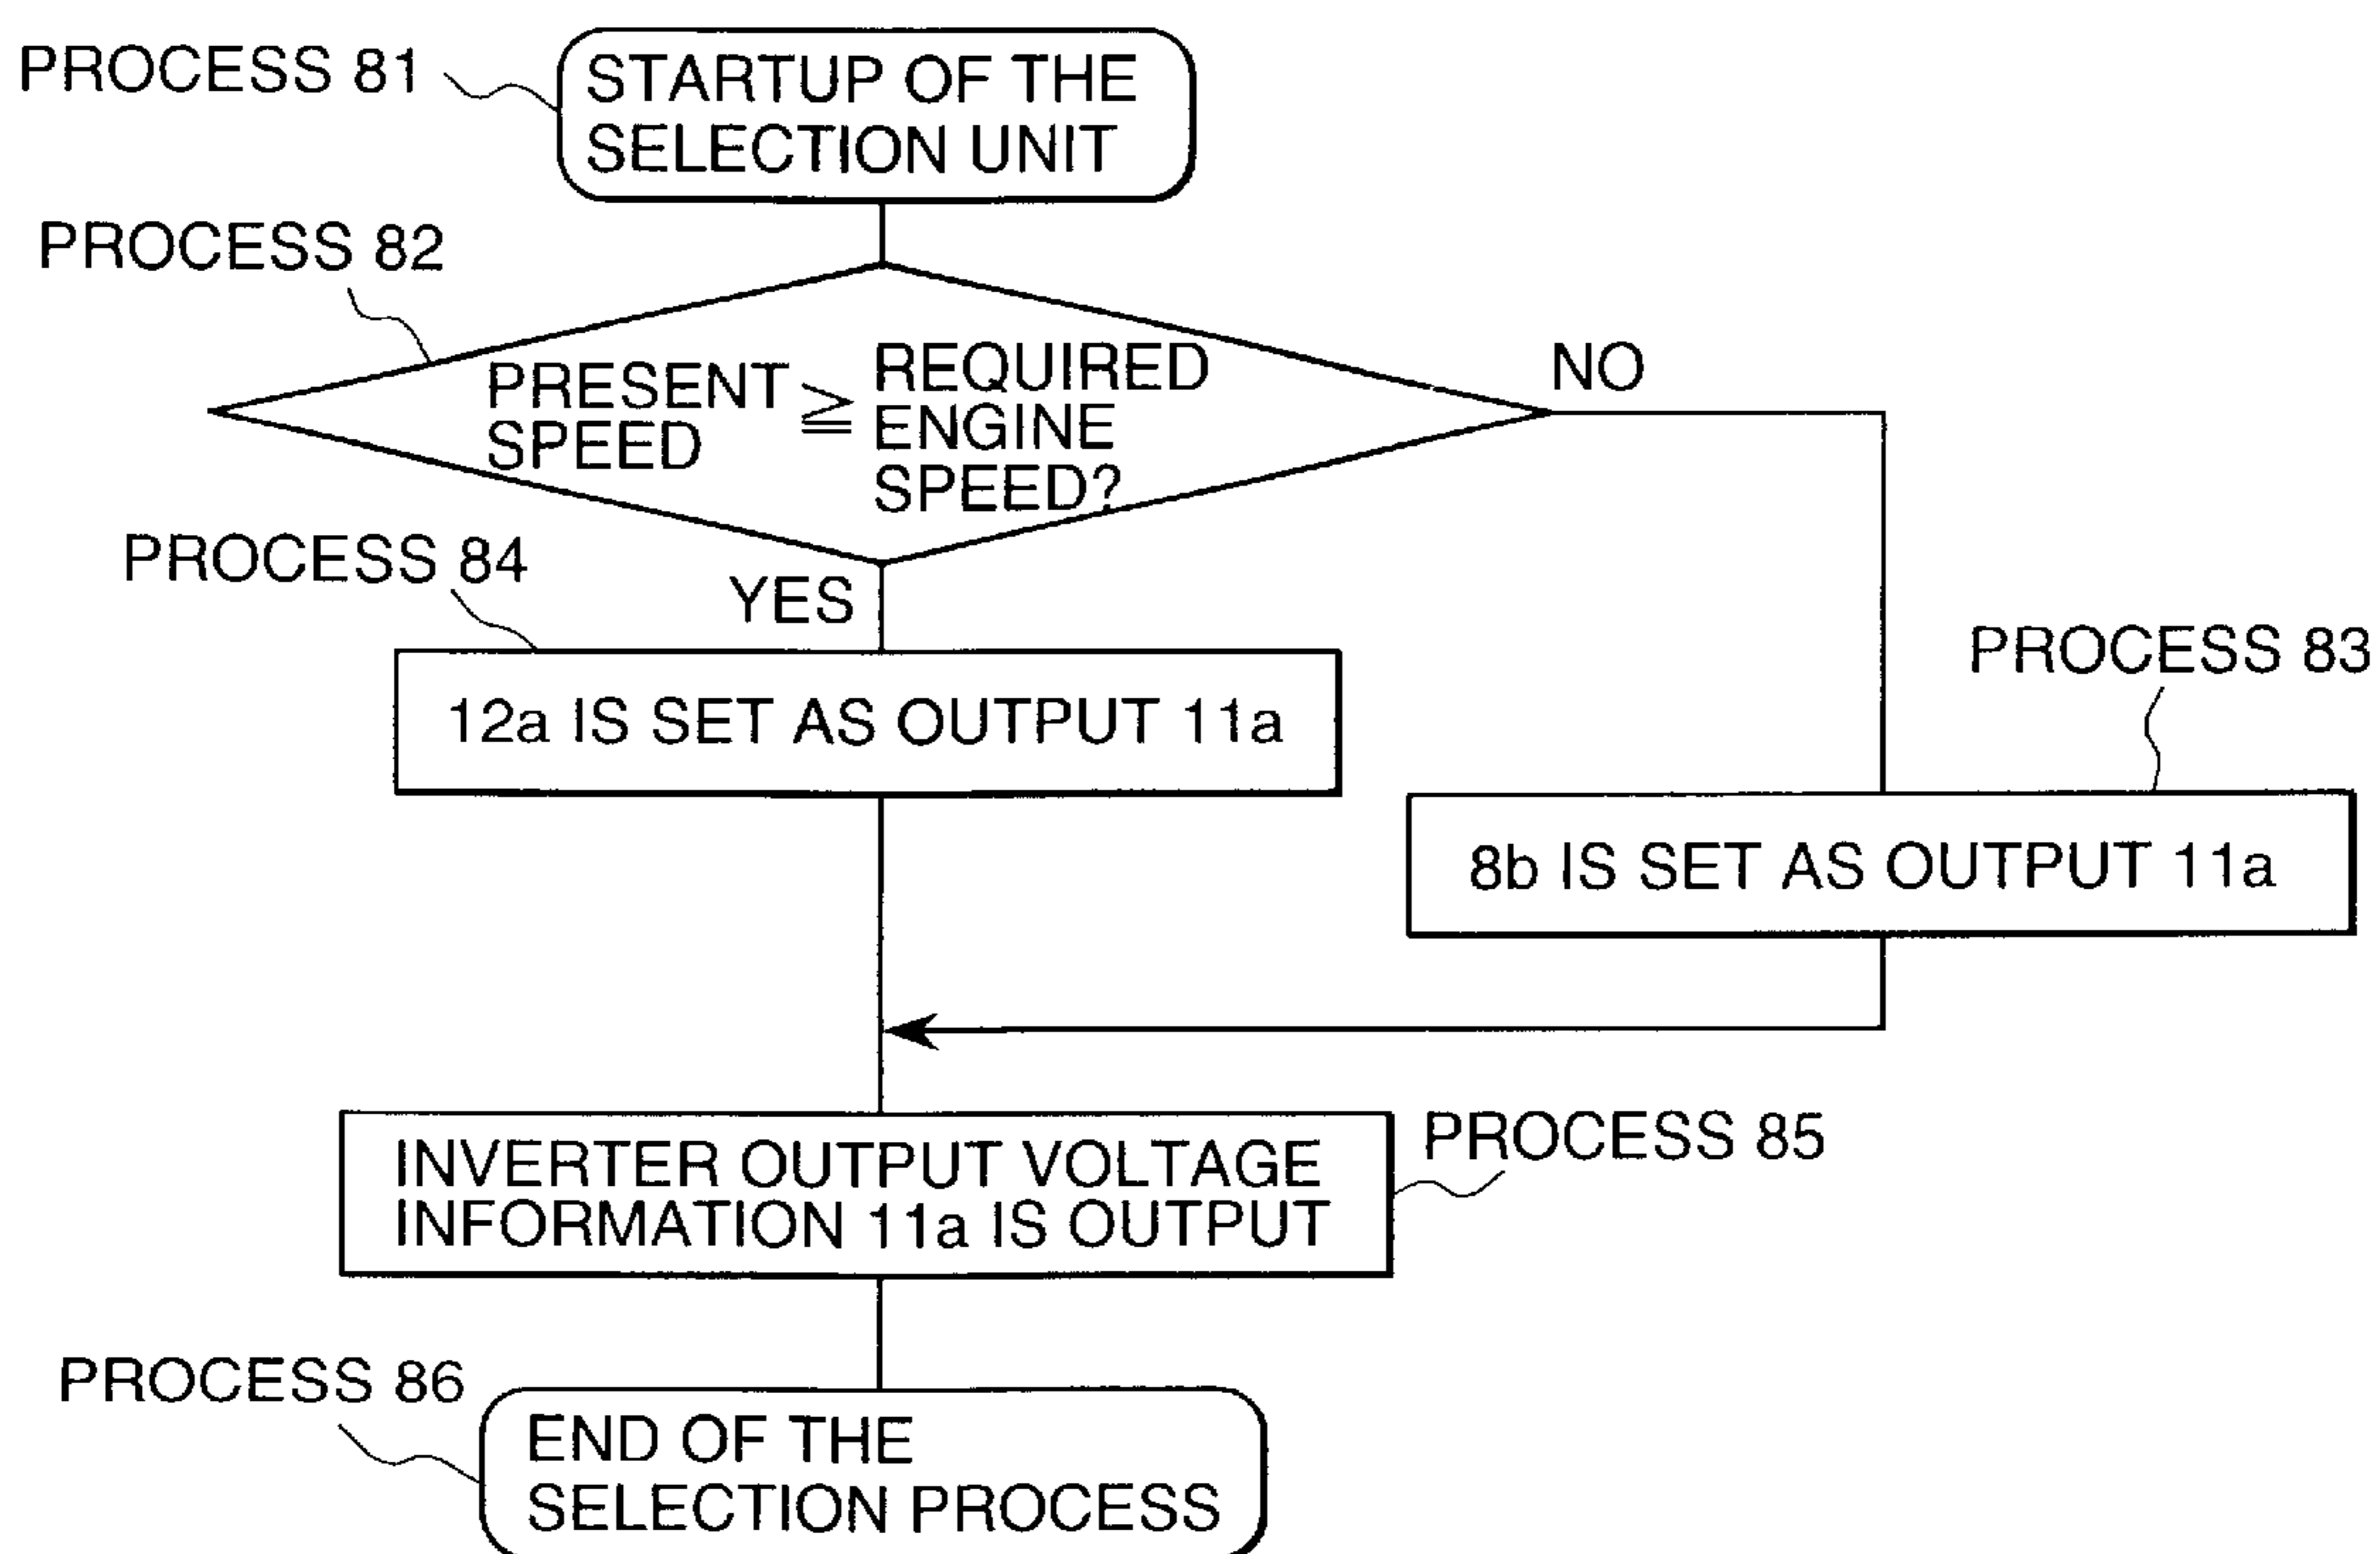 PROCESS 81
STARTUP OF THE
SELECTION UNIT
PROCESS 82
PRESENT
SPEED
≧
REQUIRED
ENGINE
SPEED?
NO
YES
PROCESS 84
12a IS SET AS OUTPUT 11a
PROCESS 83
8b IS SET AS OUTPUT 11a
INVERTER OUTPUT VOLTAGE
INFORMATION 11a IS OUTPUT
PROCESS 85
PROCESS 86
END OF THE
SELECTION PROCESS